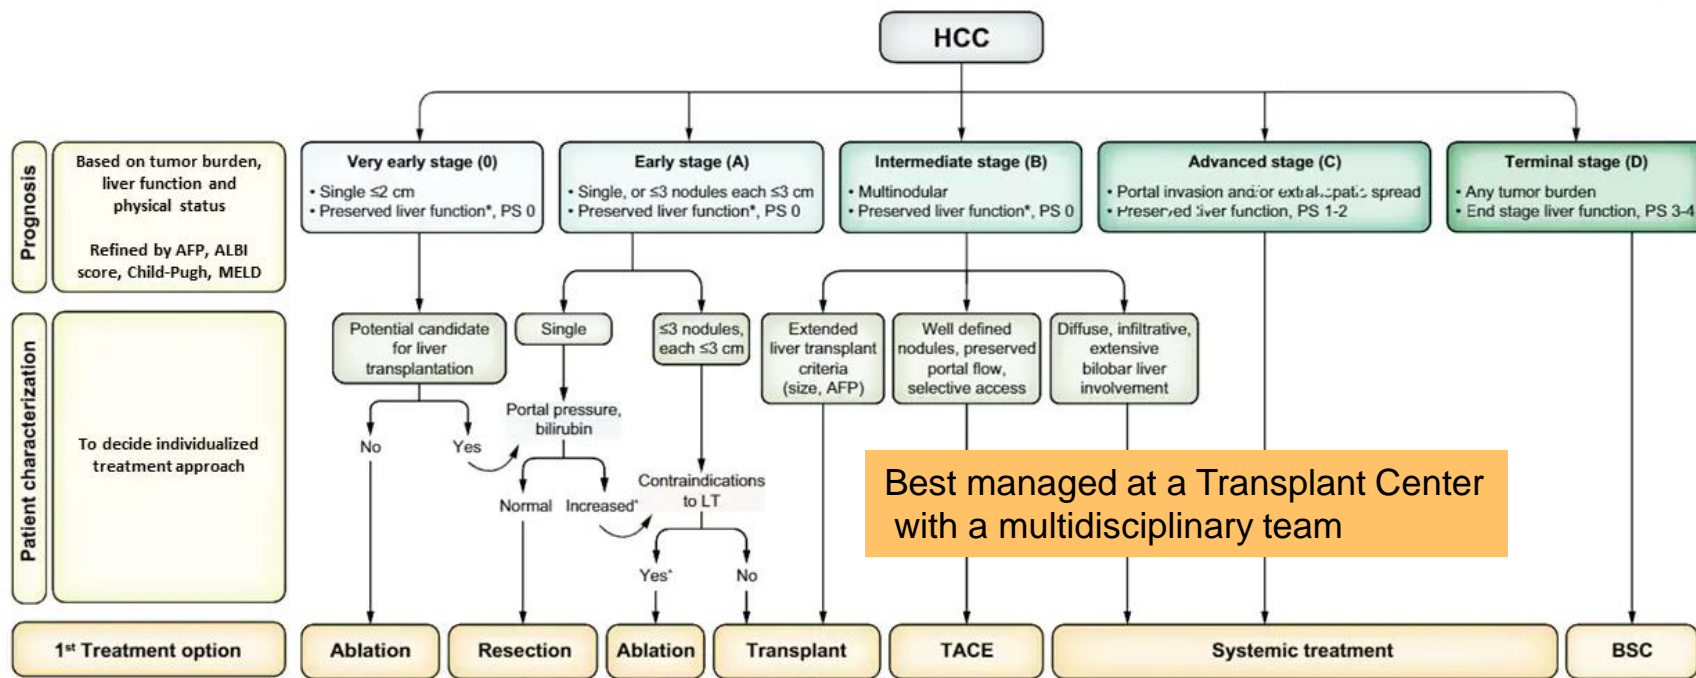 HCC
Prognosis
Based on tumor burden,
liver function and
physical status
Refined by AFP, ALBI
score, Child-Pugh, MELD
Very early stage (0)
• Single ≤2 cm
• Preserved liver function*, PS 0
Early stage (A)
• Single, or ≤3 nodules each ≤3 cm
• Preserved liver function*, PS 0
Intermediate stage (B)
• Multinodular
• Preserved liver function*, PS 0
Advanced stage (C)
• Portal invasion and/or spread
• Preserved liver function, PS 1-2
Terminal stage (D)
• Any tumor burden
• End stage liver function, PS 3-4
Patient characterization
To decide individualized
treatment approach
Potential candidate
for liver
transplantation
Single
≤3 nodules,
each ≤3 cm
Extended
liver transplant
criteria
(size, AFP)
Well defined
nodules, preserved
portal flow,
selective access
Diffuse, infiltrative,
extensive
bilobar liver
involvement
Portal pressure,
bilirubin
No
Yes
Contraindications
to LT
Normal
Increased*
Yes*
No
Best managed at a Transplant Center
with a multidisciplinary team
1st Treatment option
Ablation
Resection
Ablation
Transplant
TACE
Systemic treatment
BSC